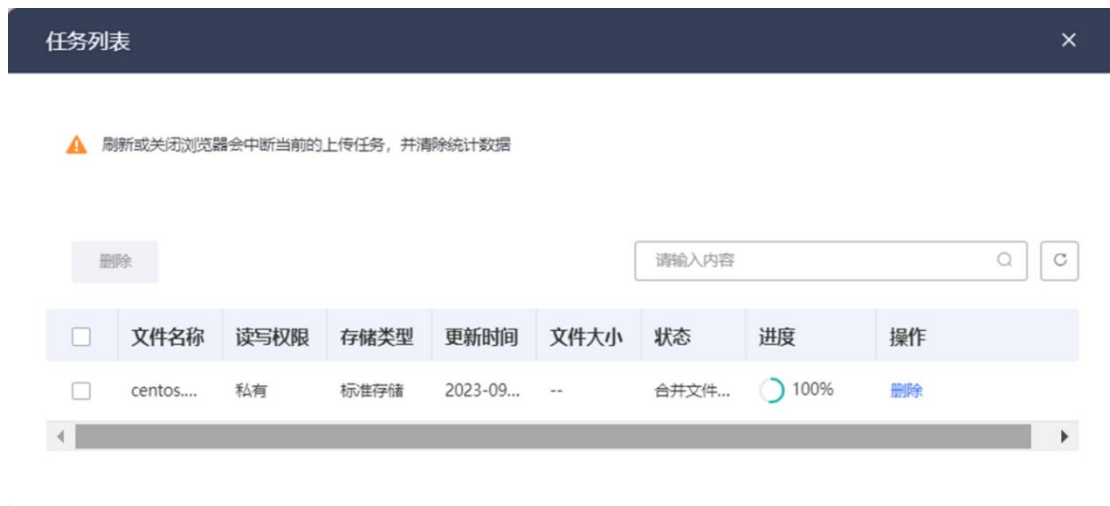 任务列表
刷新或关闭浏览器会中断当前的上传任务，并清除统计数据
删除
请输入内容
文件名称 读写权限 存储类型 更新时间 文件大小 状态 进度 操作
centos.... 私有 标准存储 2023-09... -- 合并文件... 100% 删除